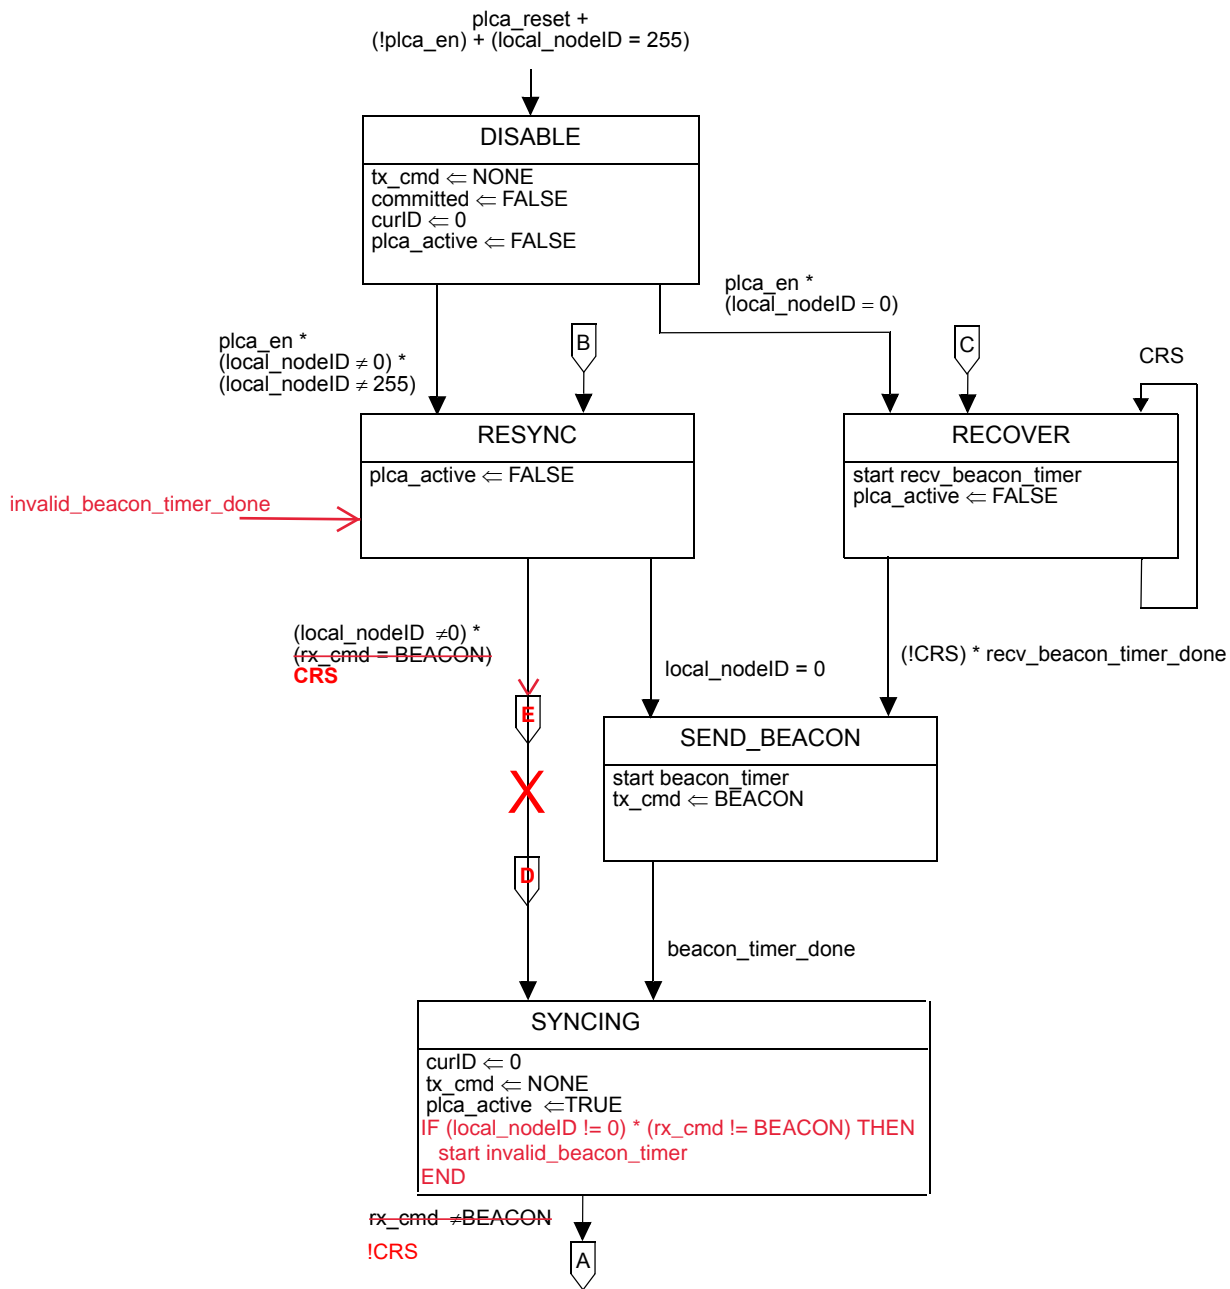 plca_reset +
(!plca_en) + (local_nodeID = 255)
DISABLE
tx_cmd ⇐ NONE
committed ⇐ FALSE
curID ⇐ 0
plca_active ⇐ FALSE
plca_en *
(local_nodeID = 0)
plca_en *
(local_nodeID ≠ 0) *
(local_nodeID ≠ 255)
B
C
CRS
RESYNC
plca_active ⇐ FALSE
RECOVER
start recv_beacon_timer
plca_active ⇐ FALSE
invalid_beacon_timer_done
(local_nodeID ≠0) *
(rx_cmd = BEACON)
CRS
local_nodeID = 0
(!CRS) * recv_beacon_timer_done
E
X
D
SEND_BEACON
start beacon_timer
tx_cmd ⇐ BEACON
beacon_timer_done
SYNCING
curID ⇐ 0
tx_cmd ⇐ NONE
plca_active ⇐TRUE
IF (local_nodeID != 0) * (rx_cmd != BEACON) THEN
start invalid_beacon_timer
END
rx_cmd ≠BEACON
!CRS
A